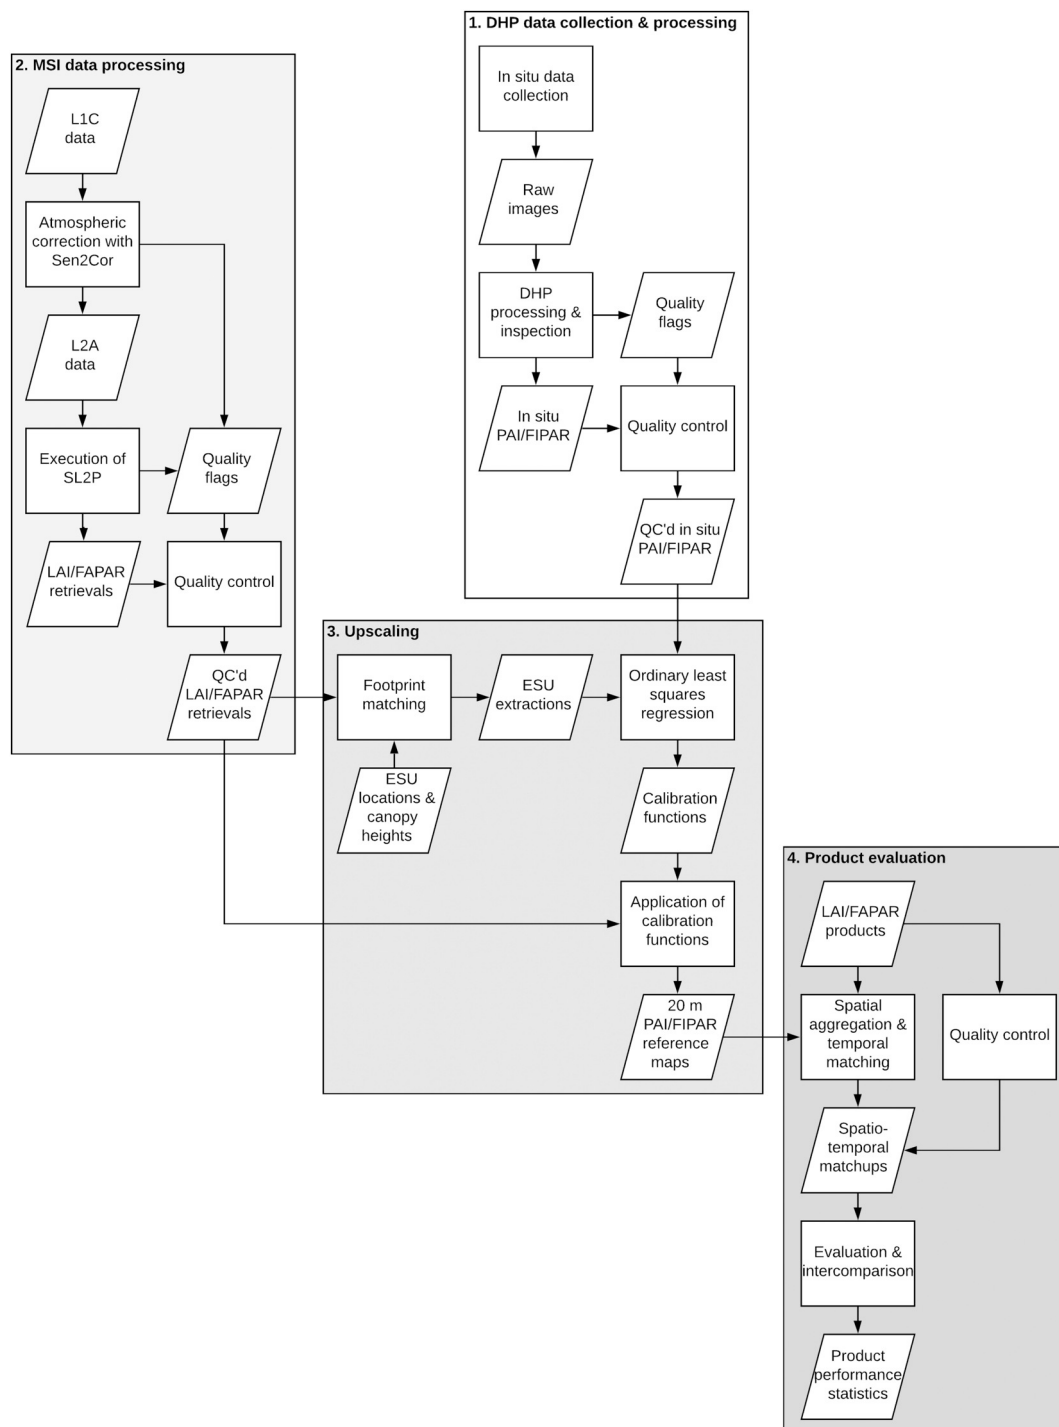 1. DHP data collection & processing
In situ data
collection
Raw
images
DHP
processing &
inspection
Quality
flags
In situ
PAI/FIPAR
Quality control
QC'd in situ
PAI/FIPAR
2. MSI data processing
L1C
data
Atmospheric
correction with
Sen2Cor
L2A
data
Execution of
SL2P
Quality
flags
LAI/FAPAR
retrievals
Quality control
QC'd
LAI/FAPAR
retrievals
3. Upscaling
Footprint
matching
ESU
extractions
Ordinary least
squares
regression
ESU
locations &
canopy
heights
Calibration
functions
Application of
calibration
functions
20 m
PAI/FIPAR
reference
maps
4. Product evaluation
LAI/FAPAR
products
Spatial
aggregation &
temporal
matching
Quality control
Spatio-
temporal
matchups
Evaluation &
intercomparison
Product
performance
statistics